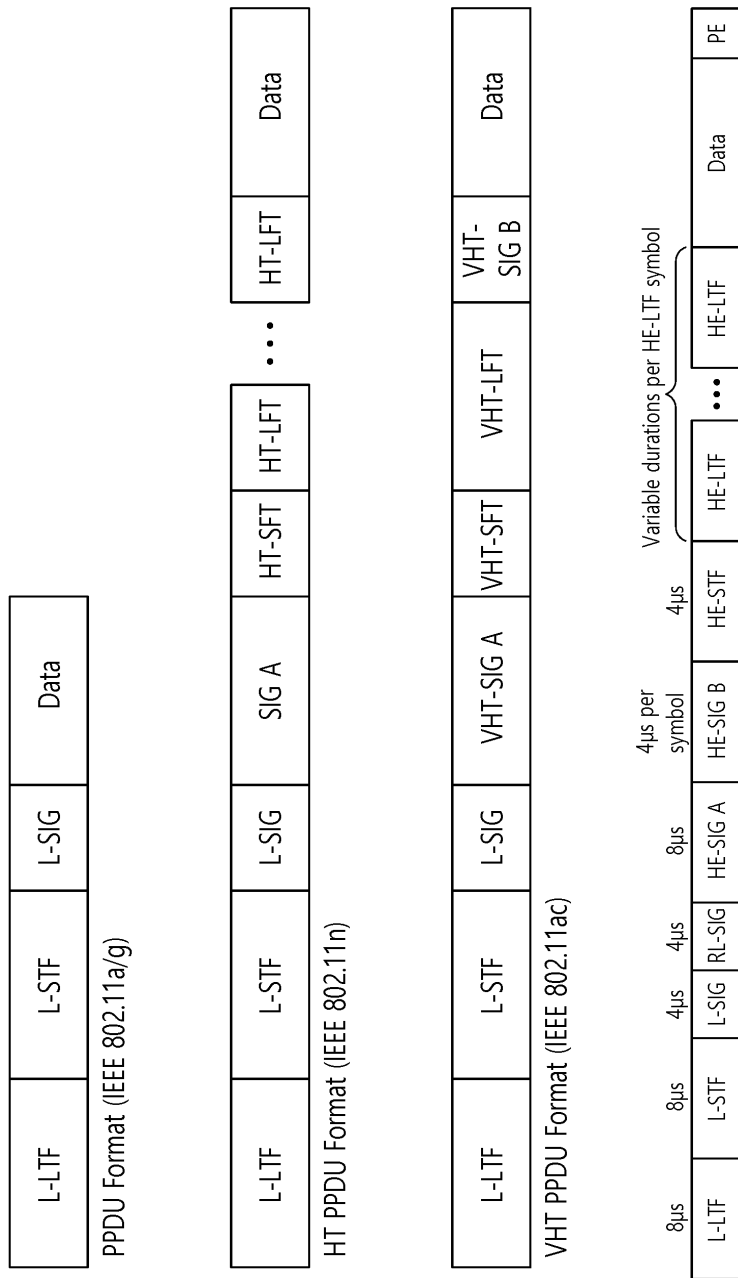 L-LTF L-STF L-SIG Data
PPDU Format (IEEE 802.11a/g)
L-LTF L-STF L-SIG SIG A HT-SFT HT-LFT ••• HT-LFT Data
HT PPDU Format (IEEE 802.11n)
L-LTF L-STF L-SIG VHT-SIG A VHT-SFT VHT-LFT VHT-
SIG B Data
VHT PPDU Format (IEEE 802.11ac)
Variable durations per HE-LTF symbol
8µs 8µs 4µs 4µs 8µs 4µs per
symbol 4µs
L-LTF L-STF L-SIG RL-SIG HE-SIG A HE-SIG B HE-STF HE-LTF ••• HE-LTF Data PE